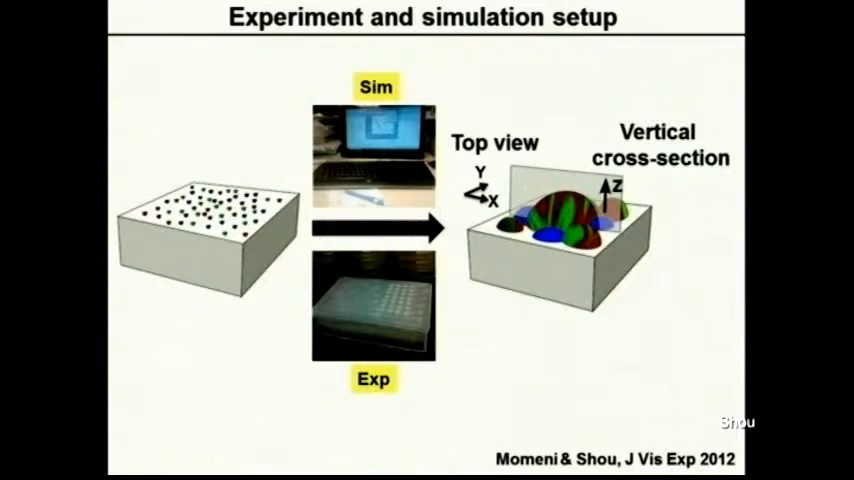 Experiment and simulation setup
Sim
Top view
Vertical
cross-section
Y
X
Z
Exp
Shou
Momeni & Shou, J Vis Exp 2012